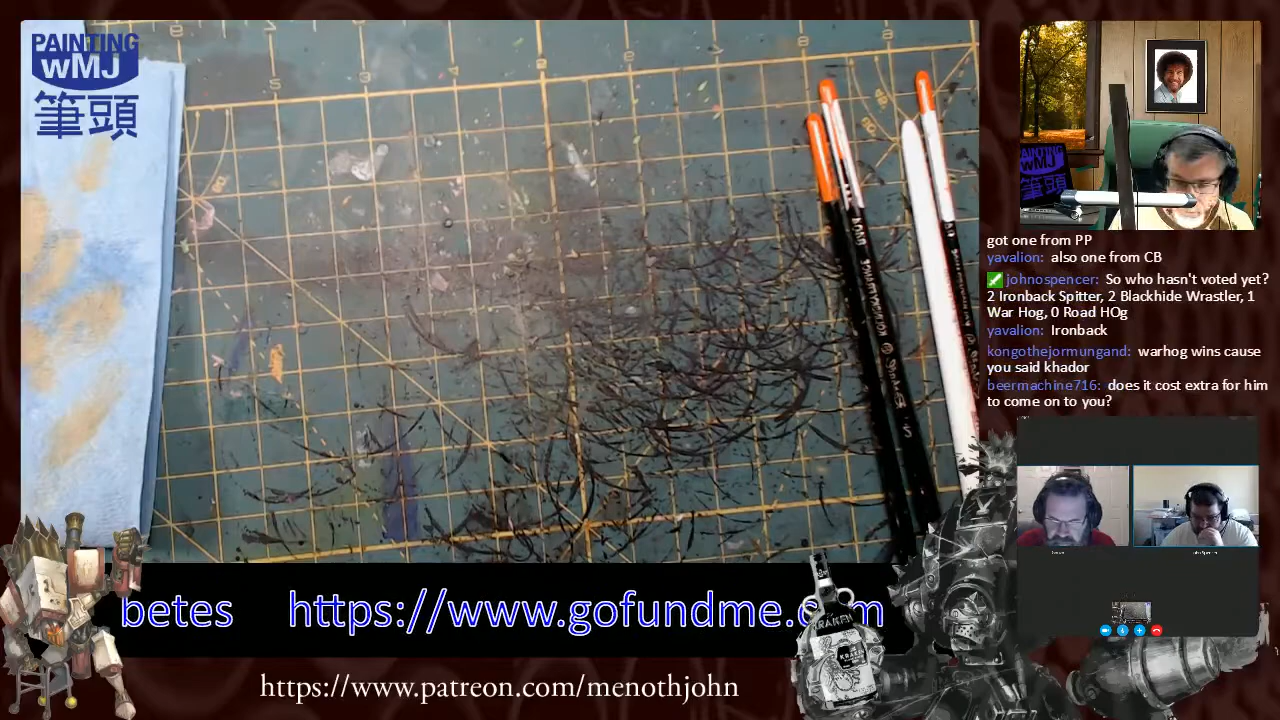 PAINTING
wMJ
筆頭
got one from PP
yavalion: also one from CB
johnospencer: So who hasn't voted yet?
2 Ironback Spitter, 2 Blackhide Wrastler, 1
War Hog, 0 Road HOg
yavalion: Ironback
kongothejormungand: warhog wins cause
you said khador
beermachine716: does it cost extra for him
to come on to you?
betes https://www.gofundme.com
KRAKEN
https://www.patreon.com/menothjohn